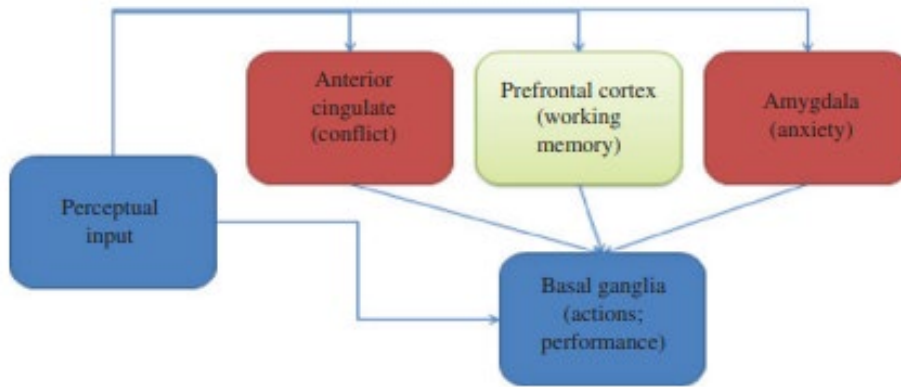 Anterior
cingulate
(conflict)
Prefrontal cortex
(working
memory)
Amygdala
(anxiety)
Perceptual
input
Basal ganglia
(actions;
performance)